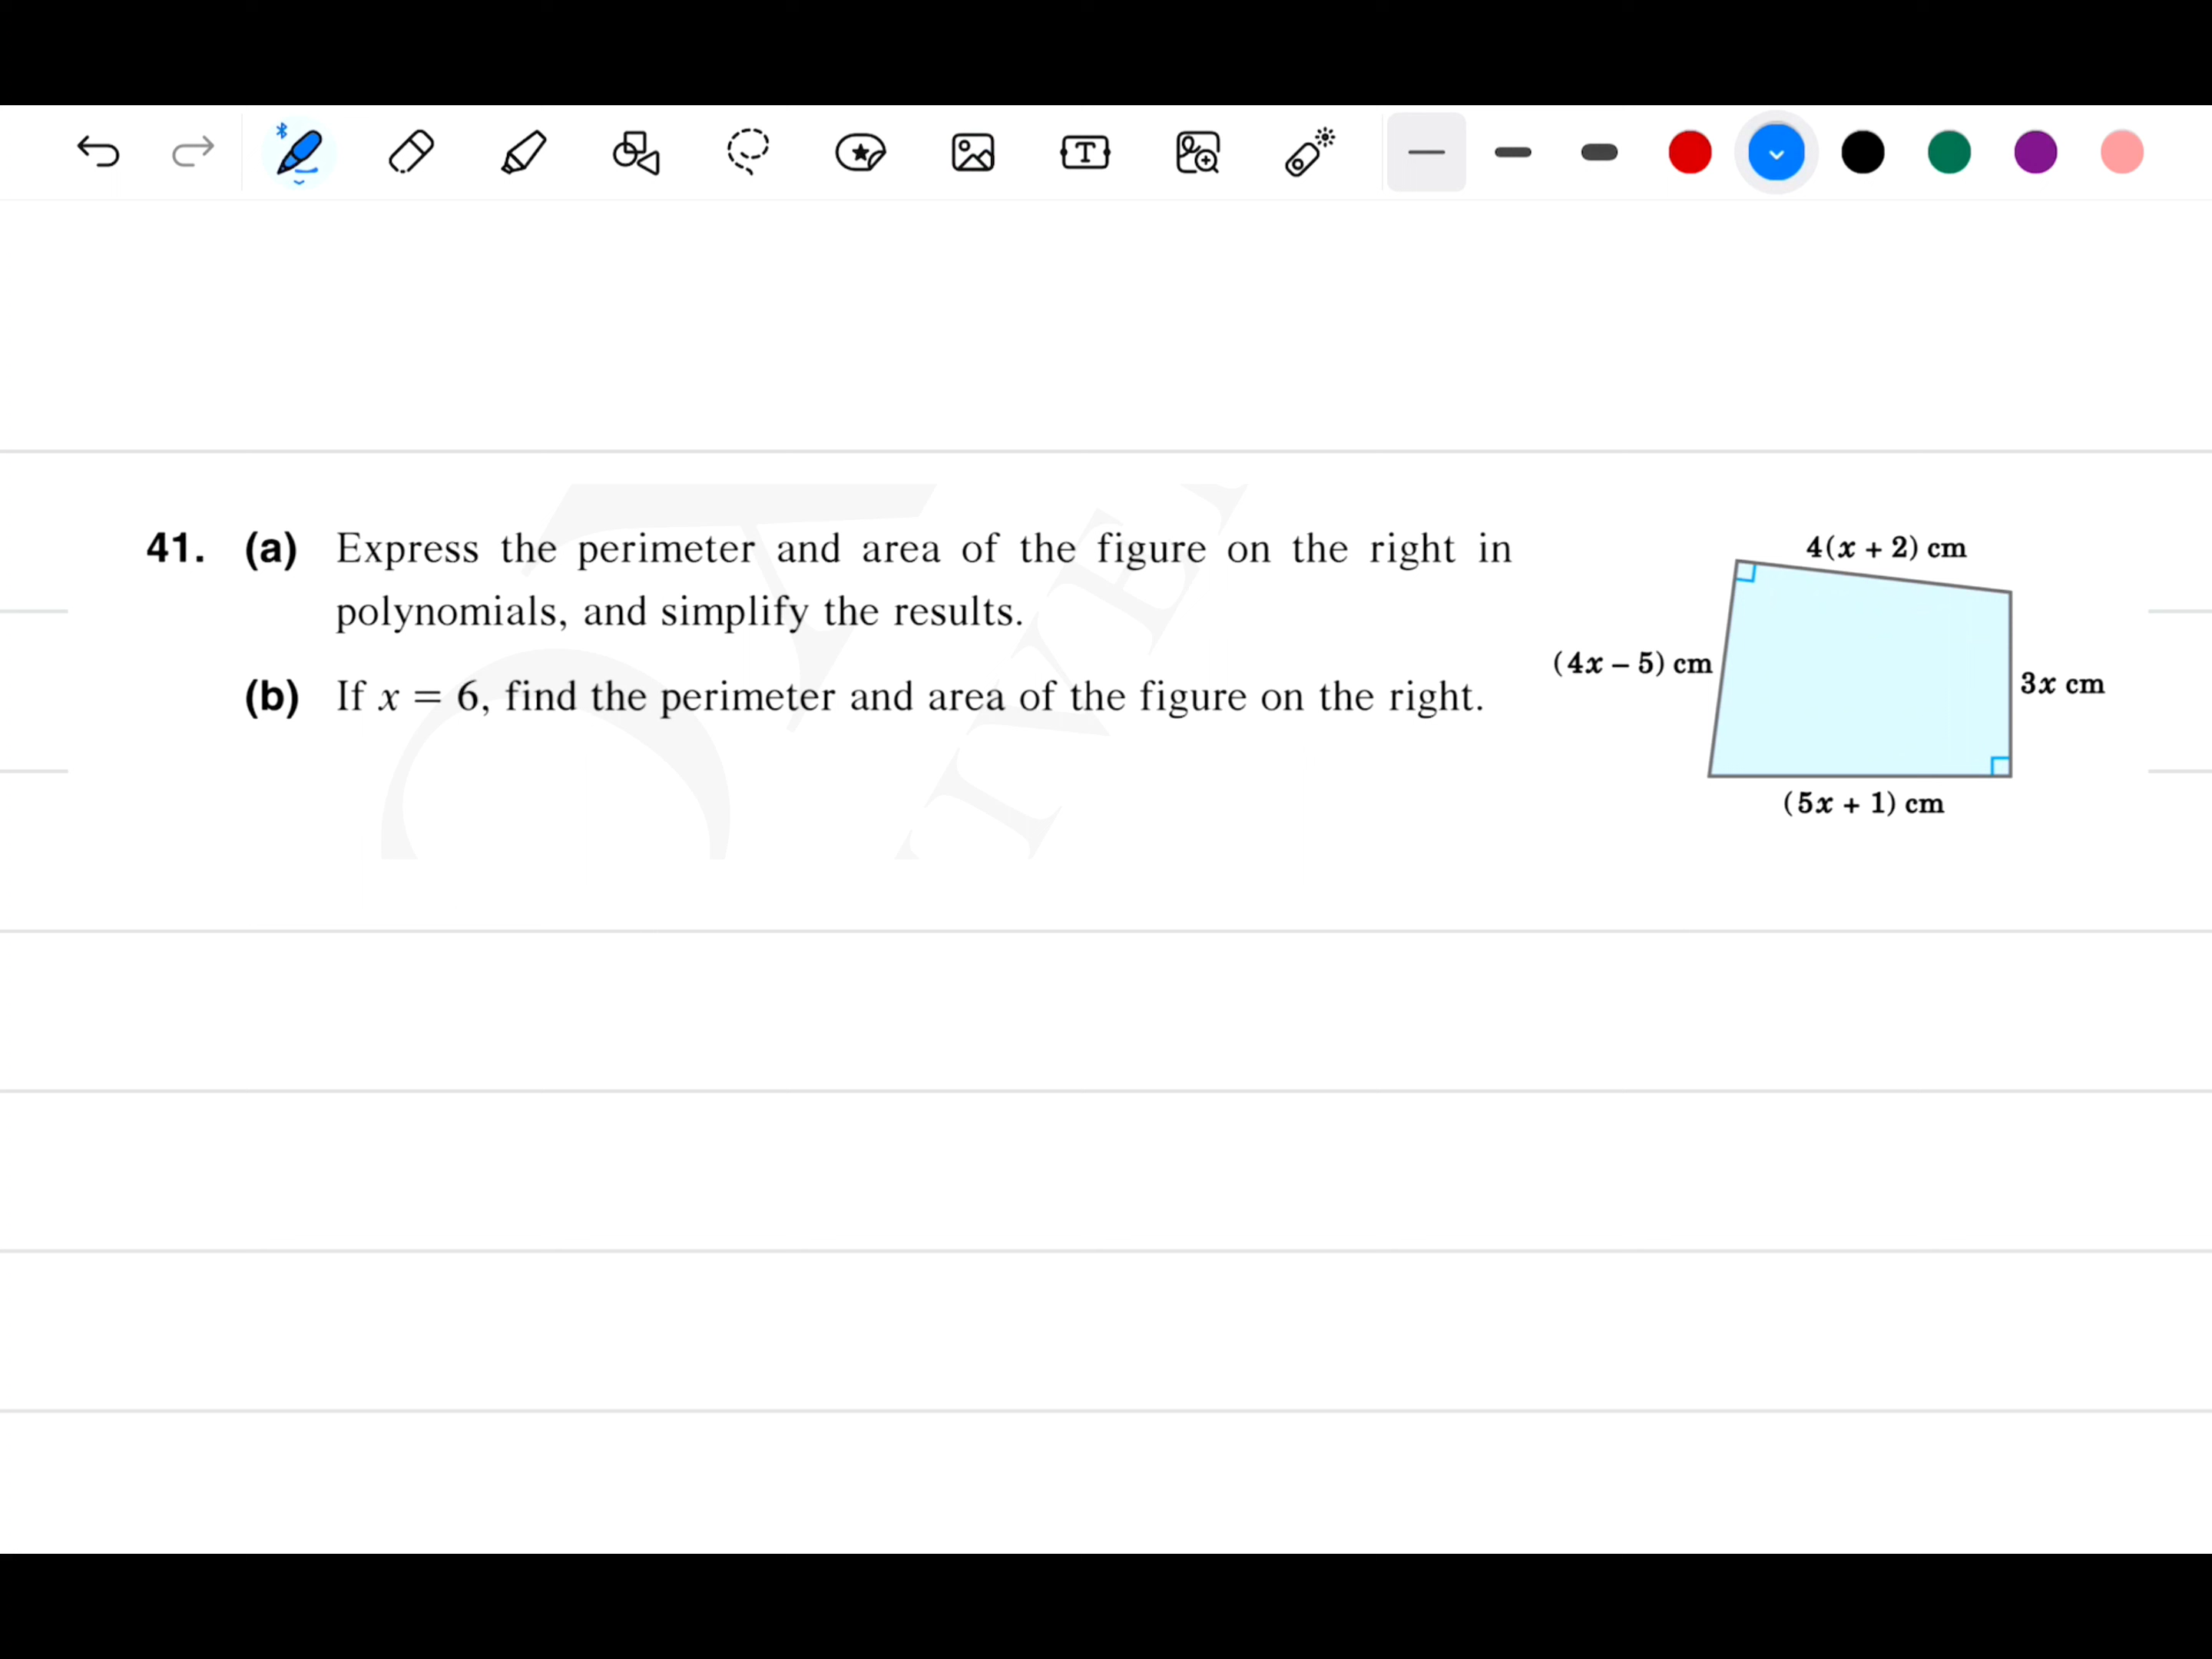 41. (a) Express the perimeter and area of the figure on the right in
polynomials, and simplify the results.
(b) If x = 6, find the perimeter and area of the figure on the right.
4(x + 2) cm
(4x – 5) cm
3x cm
(5x + 1) cm